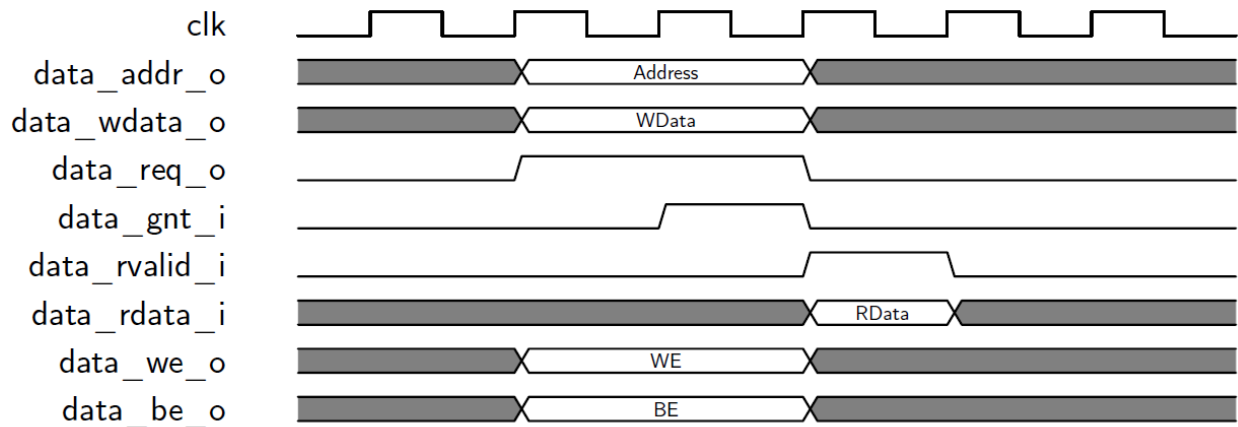 clk
data_addr_o Address
data_wdata_o WData
data_req_o
data_gnt_i
data_rvalid_i
data_rdata_i RData
data_we_o WE
data_be_o BE